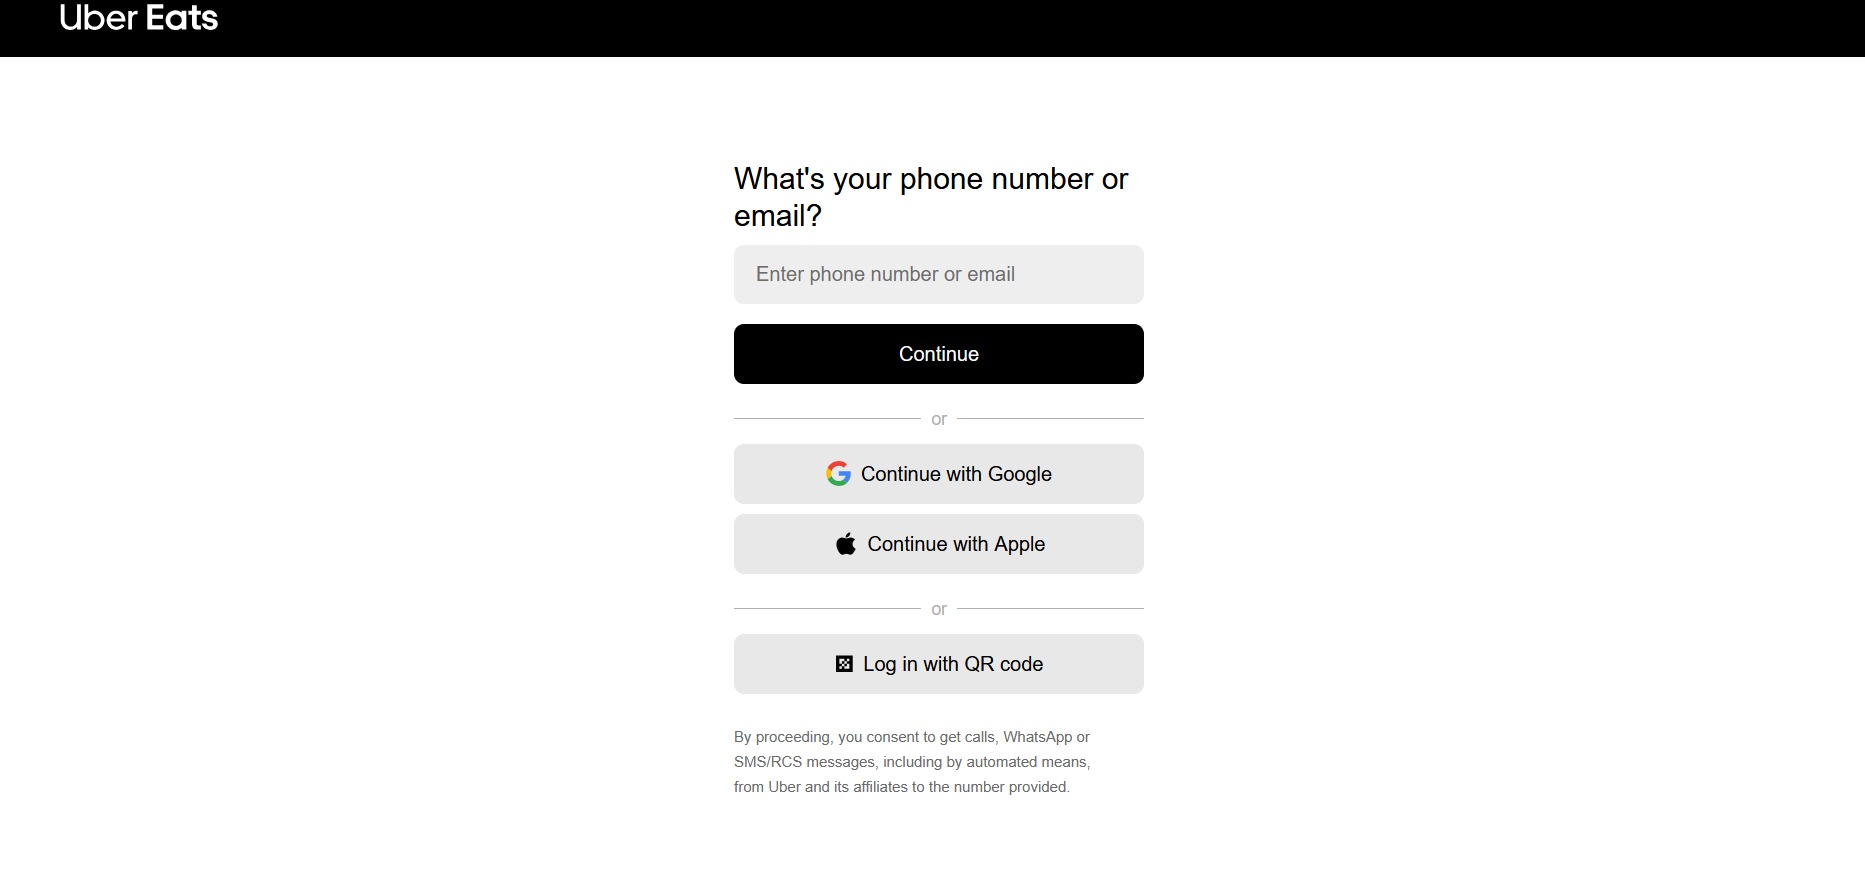 Uber Eats
What's your phone number or
email?
Enter phone number or email
Continue
or
Continue with Google
Continue with Apple
or
Log in with QR code
By proceeding, you consent to get calls, WhatsApp or
SMS/RCS messages, including by automated means,
from Uber and its affiliates to the number provided.